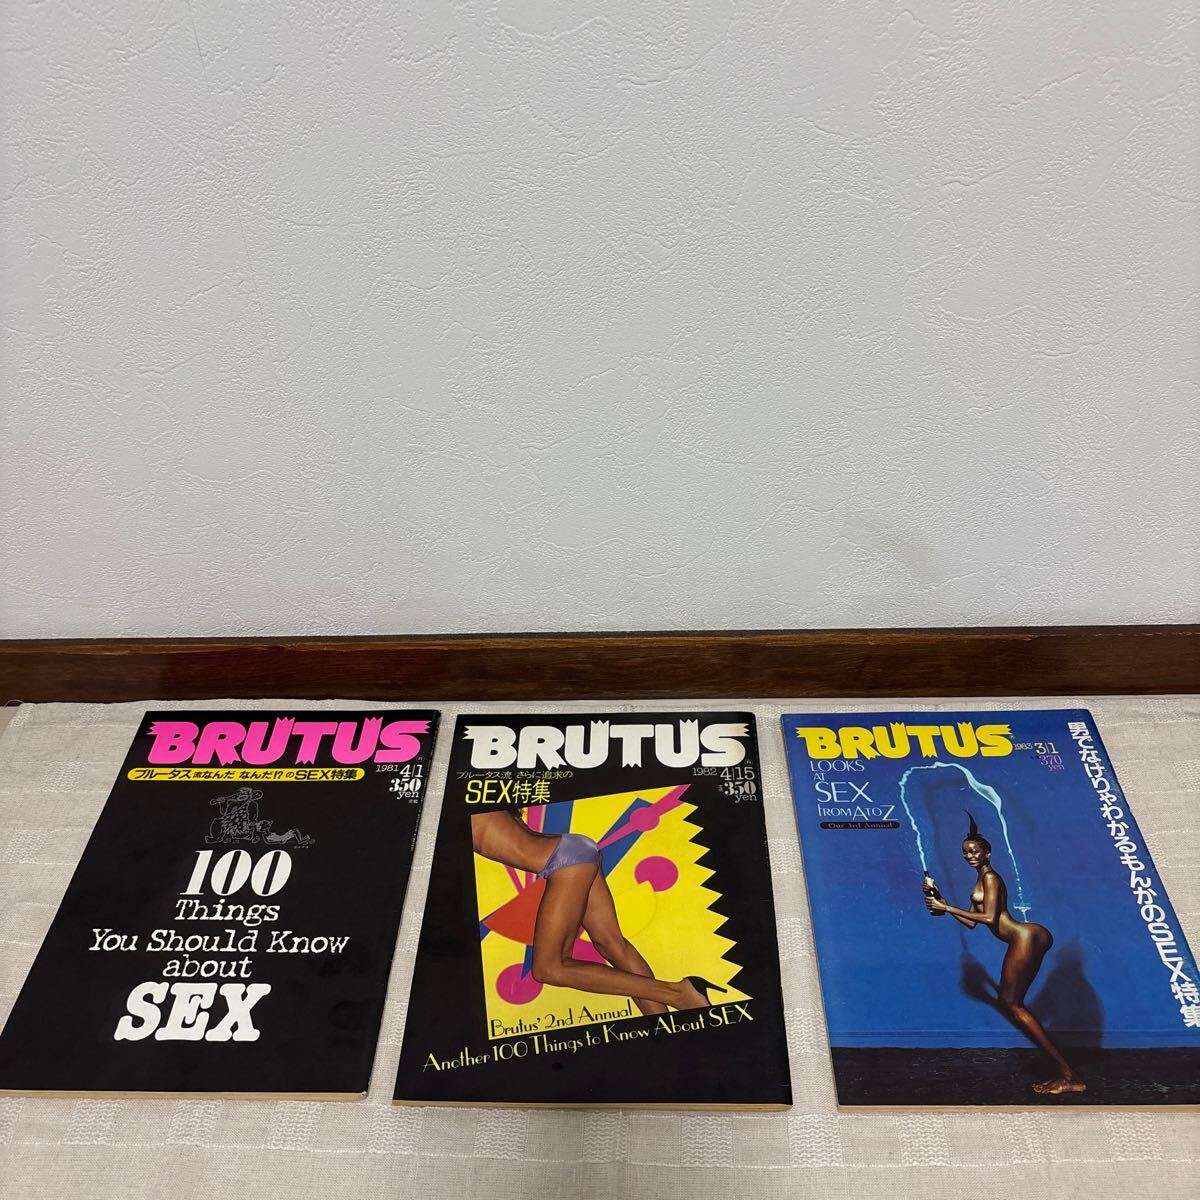 BRUTUS
1981 4/1
ブルータス流なんだ なんだ!?のSEX特集
350
yen
100
Things
You Should Know
about
SEX
BRUTUS
1982 4/15
ブルータス流 さらに追求の
SEX特集
350
yen
Brutus' 2nd Annual
Another 100 Things to Know About SEX
BRUTUS
1983 3/1
370
yen
LOOKS
AT
SEX
FROM A TO Z
Our 3rd Annual
男でなけりゃわかるもんかのSEX特集